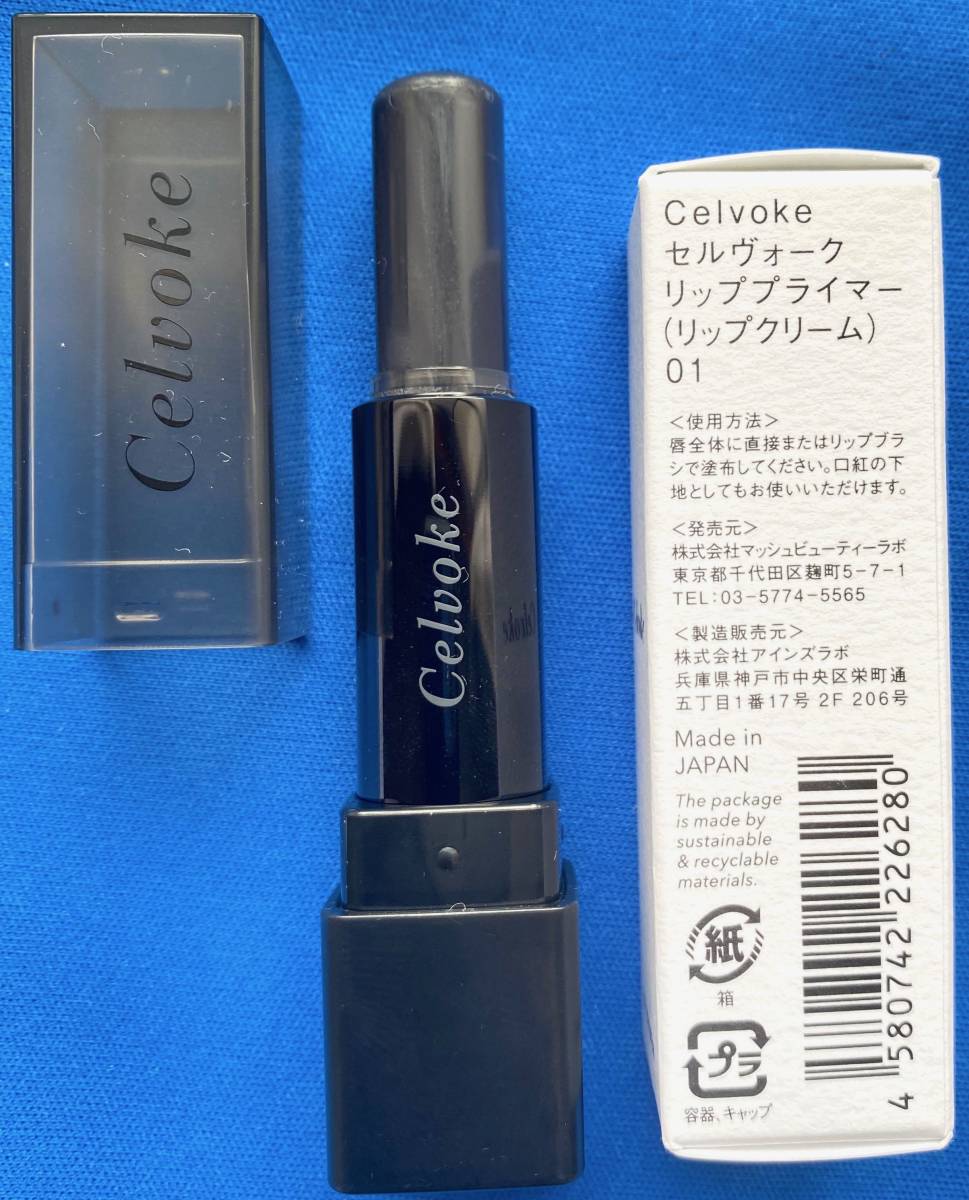 Celvoke
Celvoke
Celvoke
Celvoke
セルヴォーク
リッププライマー
(リップクリーム)
01
<使用方法>
唇全体に直接またはリップブラ
シで塗布してください。口紅の下
地としてもお使いいただけます。
<発売元>
株式会社マッシュビューティーラボ
東京都千代田区麹町5-7-1
TEL:03-5774-5565
<製造販売元>
株式会社アインズラボ
兵庫県神戸市中央区栄町通
五丁目1番17号 2F 206号
Made in
JAPAN
The package
is made by
sustainable
& recyclable
materials.
紙
箱
プラ
容器、キャップ
4 580742 226280